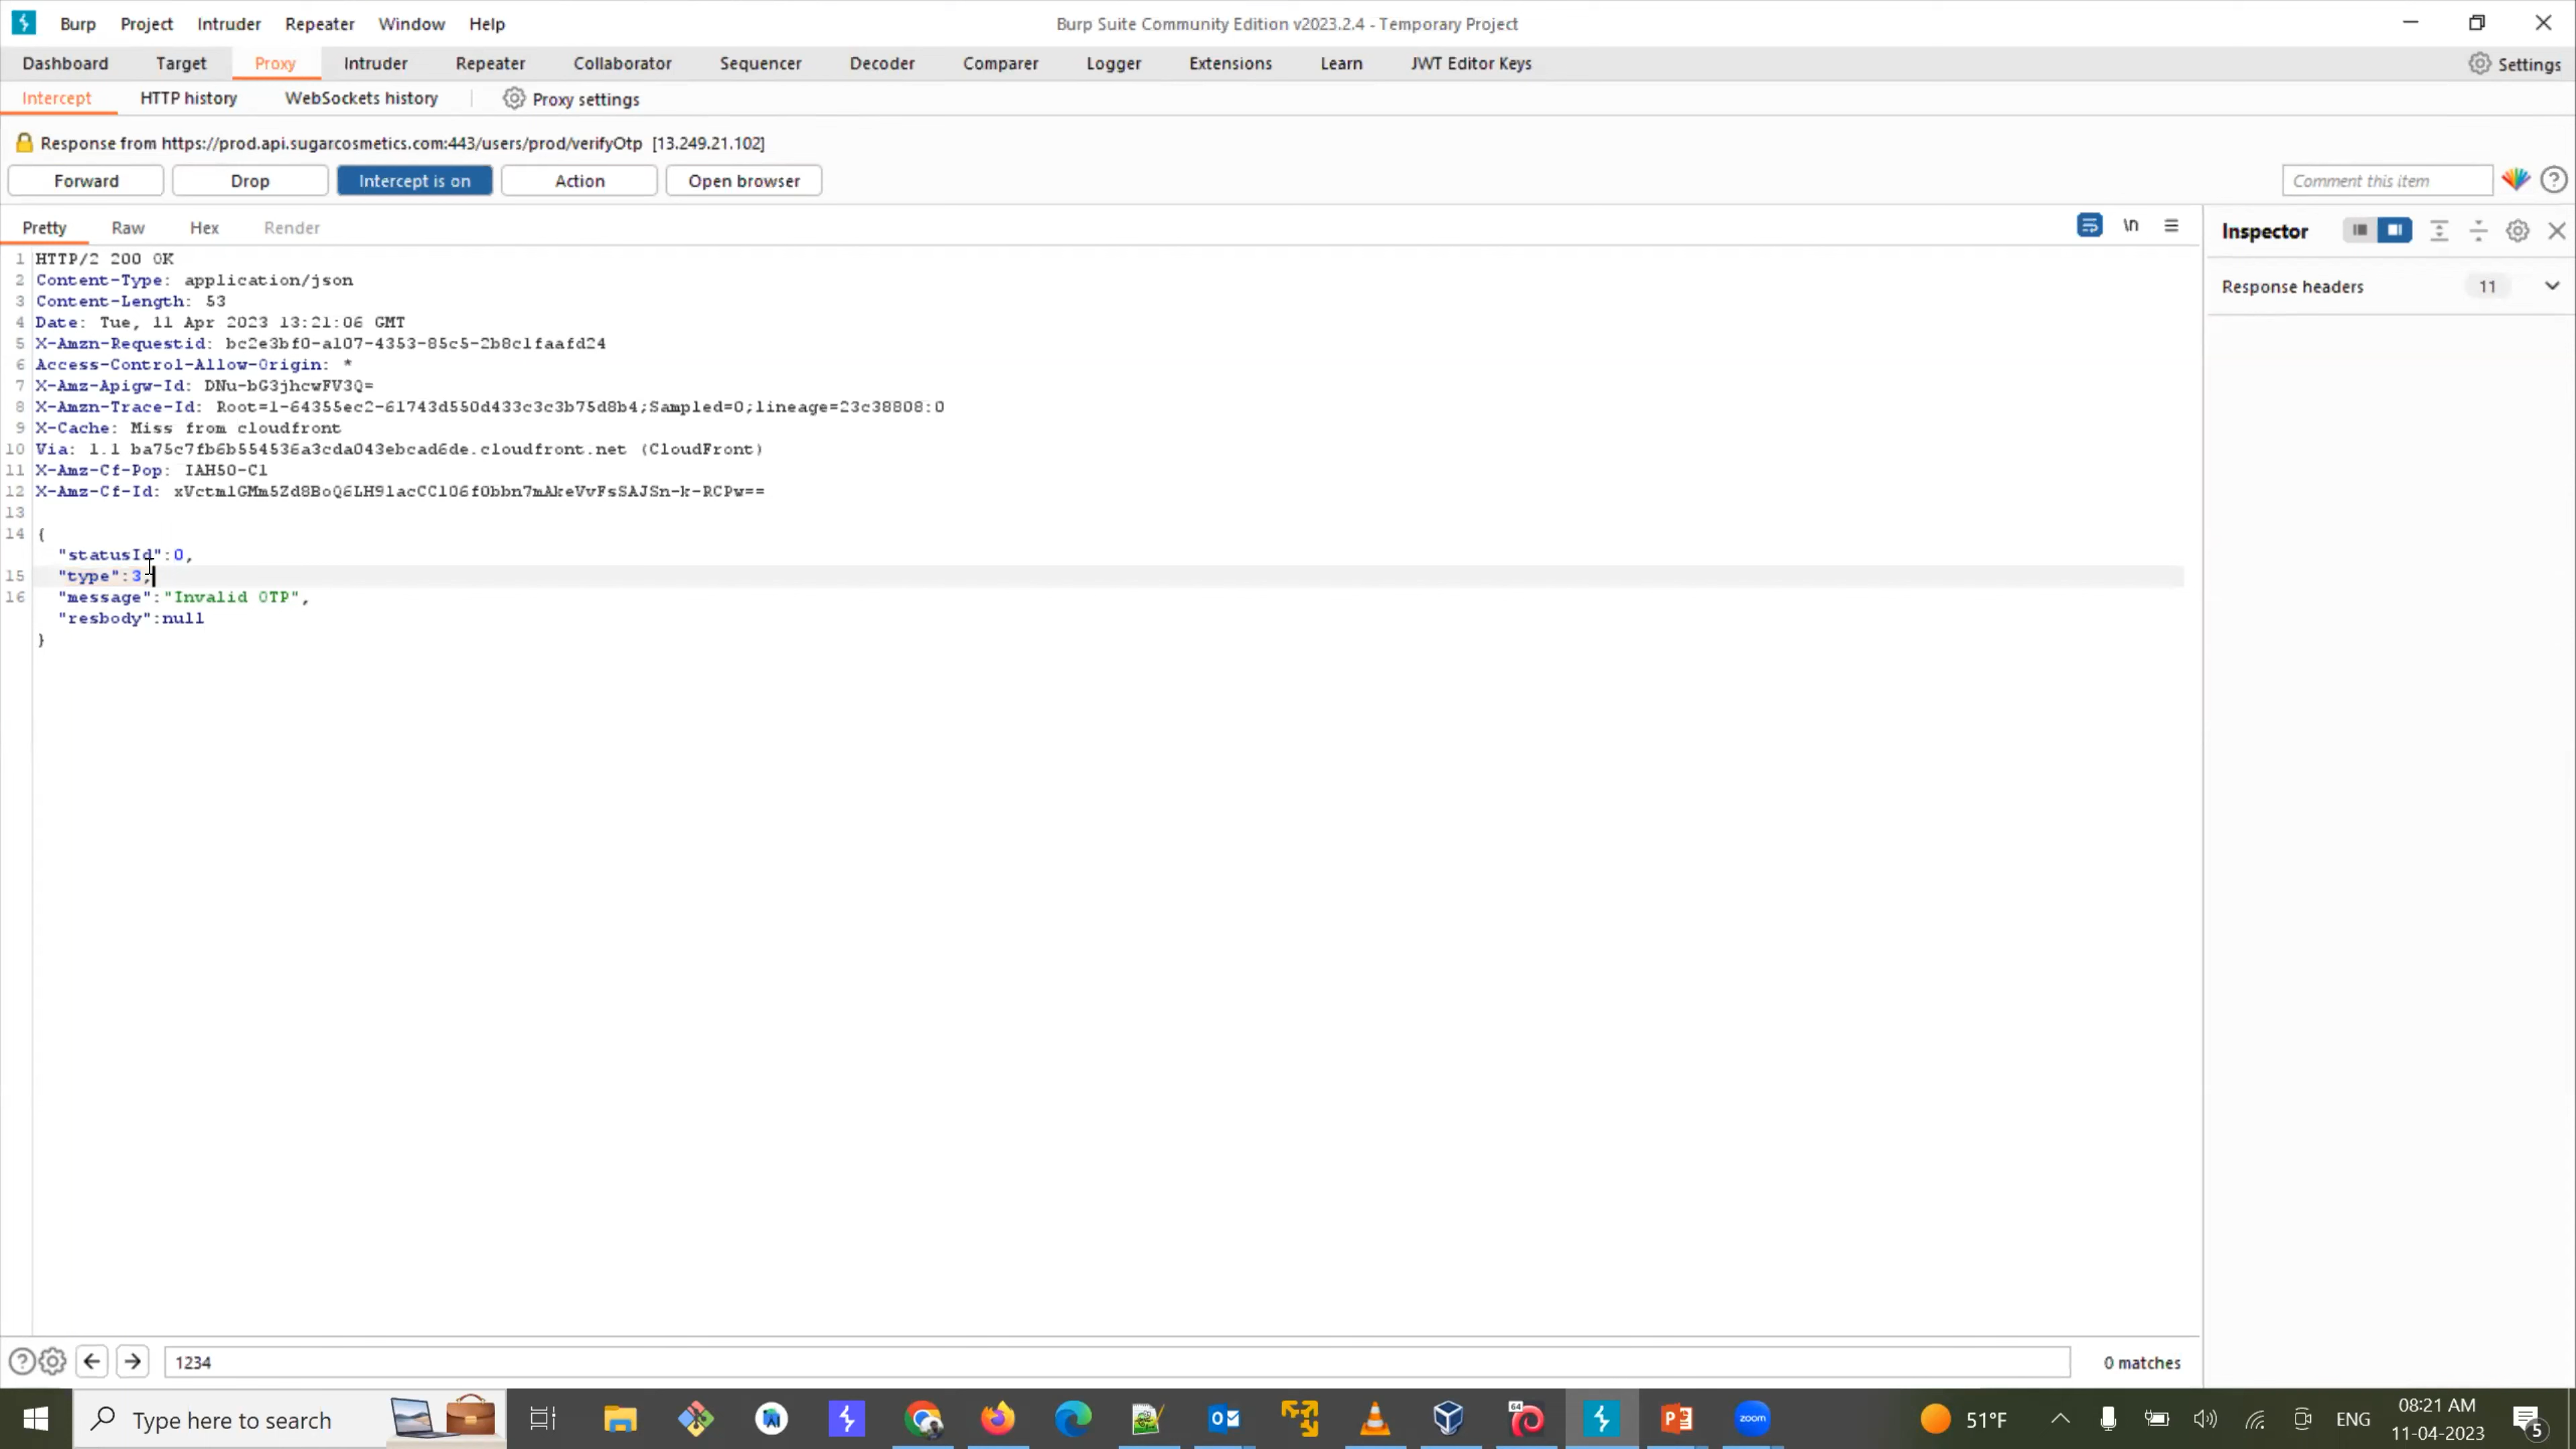 Burp Project Intruder Repeater Window Help Burp Suite Community Edition v2023.2.4 - Temporary Project
Dashboard Target Proxy Intruder Repeater Collaborator Sequencer Decoder Comparer Logger Extensions Learn JWT Editor Keys Settings
Intercept HTTP history WebSockets history Proxy settings
Response from https://prod.api.sugarcosmetics.com:443/users/prod/verifyOtp [13.249.21.102]
Forward Drop Intercept is on Action Open browser Comment this item
Pretty Raw Hex Render \n Inspector
Response headers 11
1 HTTP/2 200 OK
2 Content-Type: application/json
3 Content-Length: 53
4 Date: Tue, 11 Apr 2023 13:21:06 GMT
5 X-Amzn-Requestid: bc2e3bf0-a107-4353-85c5-2b8c1faafd24
6 Access-Control-Allow-Origin: *
7 X-Amz-Apigw-Id: DNu-bG3jhcwFV3Q=
8 X-Amzn-Trace-Id: Root=1-64355ec2-61743d550d433c3c3b75d8b4;Sampled=0;lineage=23c38808:0
9 X-Cache: Miss from cloudfront
10 Via: 1.1 ba75c7fb6b554536a3cda043ebcad6de.cloudfront.net (CloudFront)
11 X-Amz-Cf-Pop: IAH50-C1
12 X-Amz-Cf-Id:
13
14 {
"statusId":0,
15 "type":3,
16 "message":"Invalid OTP",
"resbody":null
}
1234 0 matches
Type here to search 64 zoom 51°F ENG 08:21 AM
11-04-2023 5